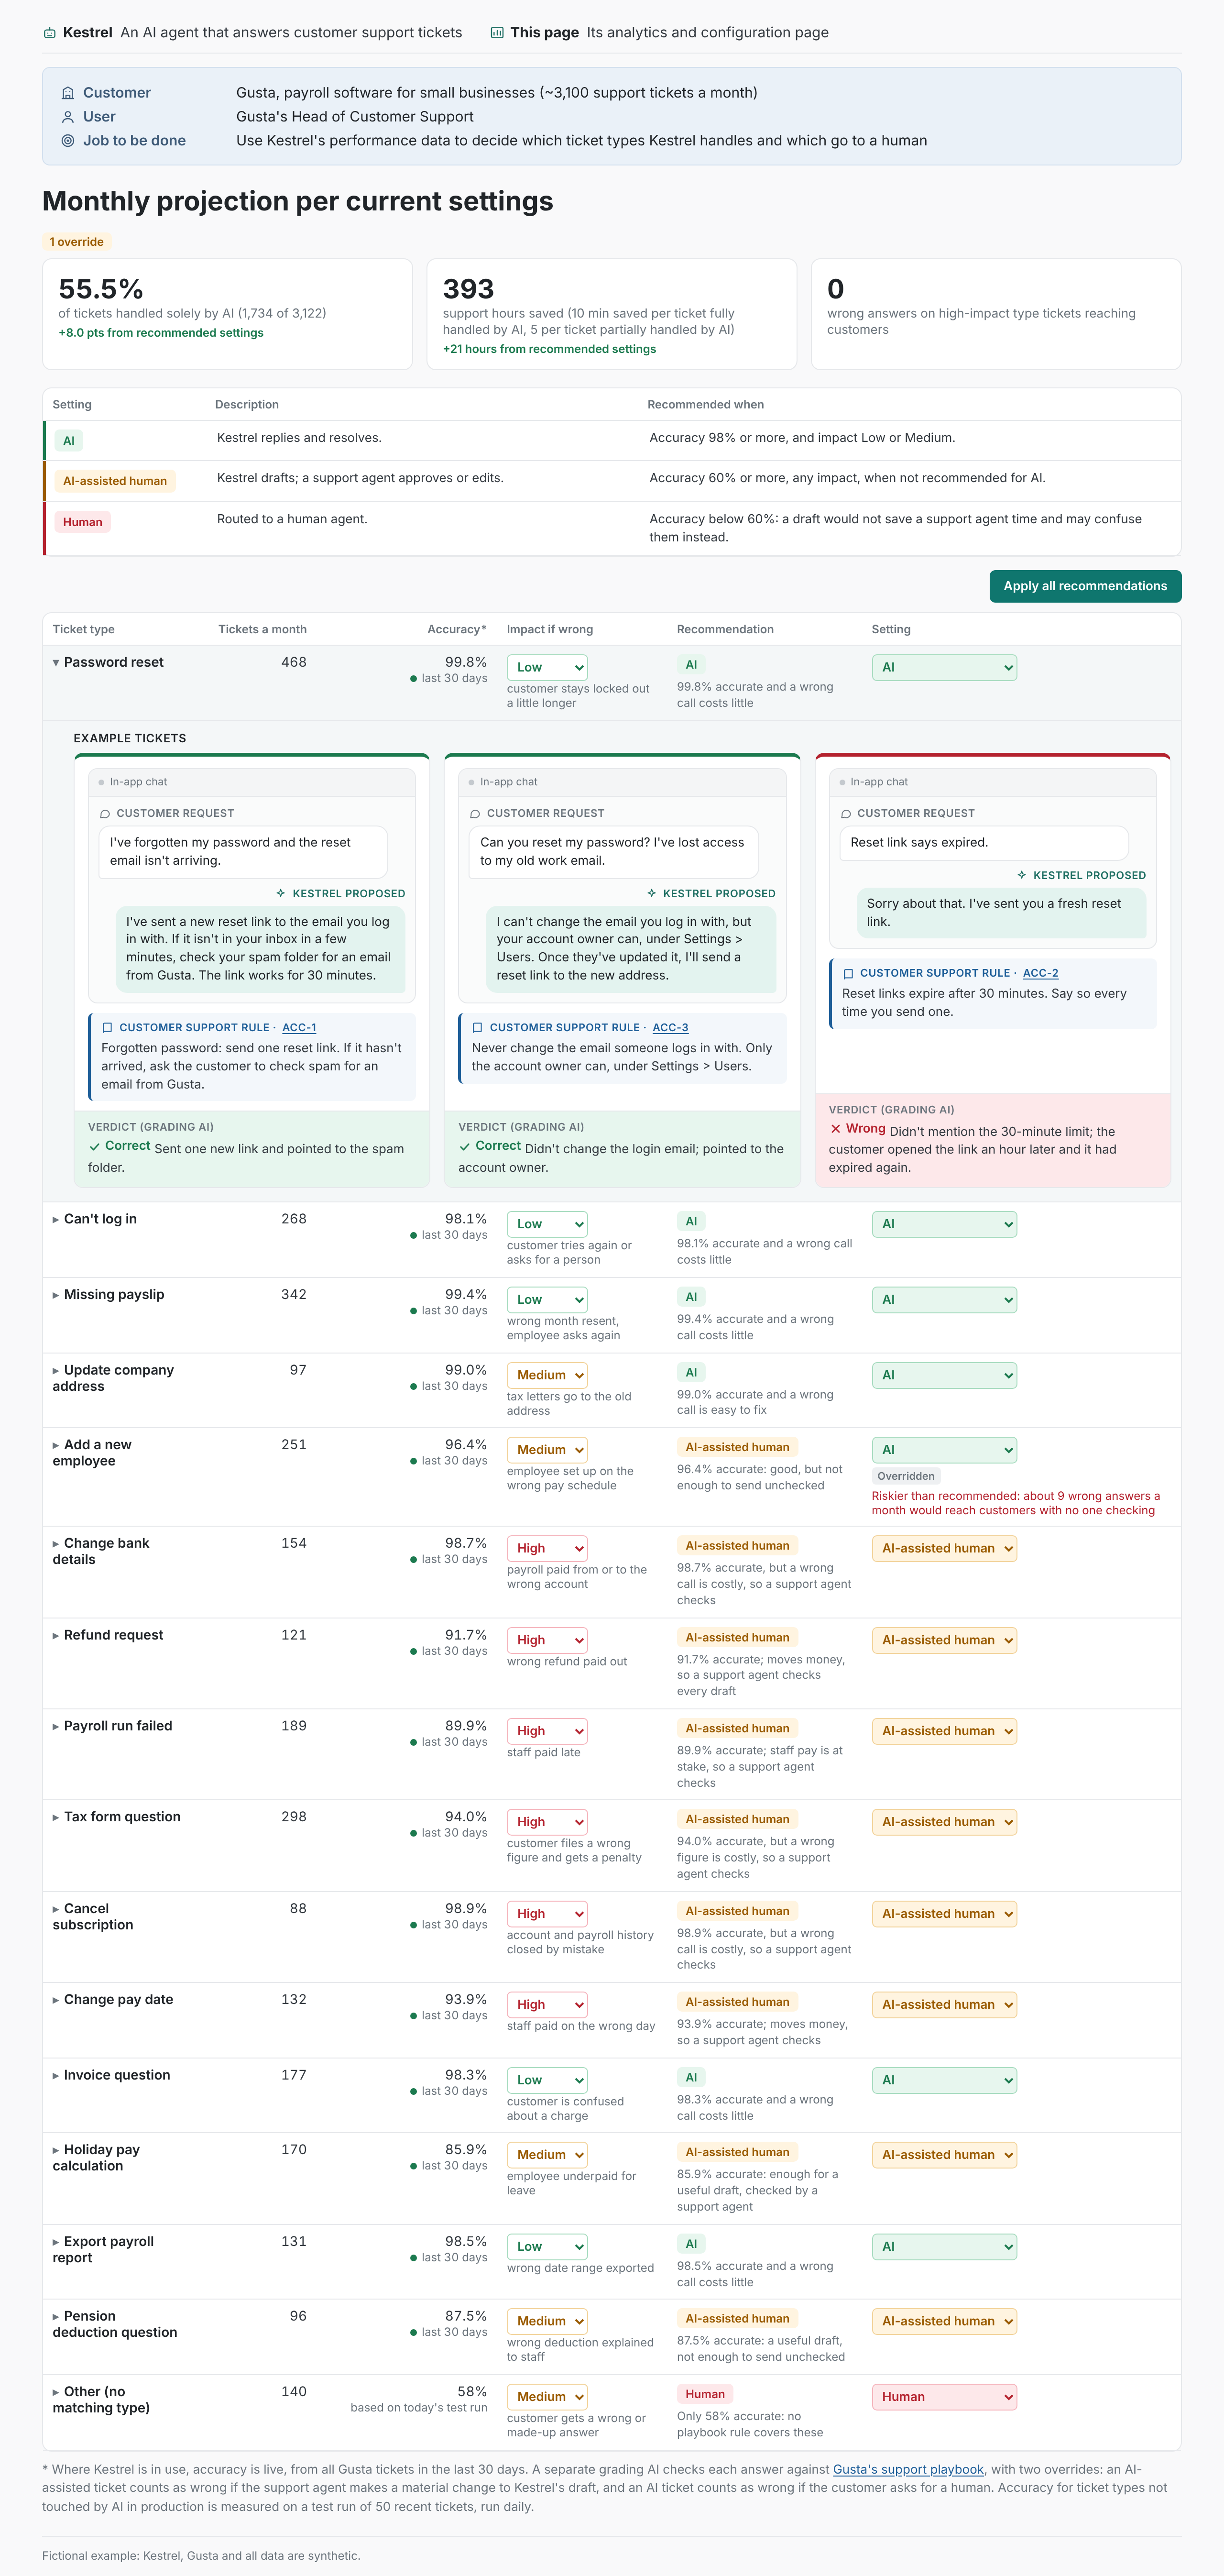 Kestrel An AI agent that answers customer support tickets
This page Its analytics and configuration page
Customer
Gusta, payroll software for small businesses (~3,100 support tickets a month)
User
Gusta's Head of Customer Support
Job to be done
Use Kestrel's performance data to decide which ticket types Kestrel handles and which go to a human
Monthly projection per current settings
1 override
55.5%
of tickets handled solely by AI (1,734 of 3,122)
+8.0 pts from recommended settings
393
support hours saved (10 min saved per ticket fully
handled by AI, 5 per ticket partially handled by AI)
+21 hours from recommended settings
0
wrong answers on high-impact type tickets reaching
customers
Setting
Description
Recommended when
AI
Kestrel replies and resolves.
Accuracy 98% or more, and impact Low or Medium.
AI-assisted human
Kestrel drafts; a support agent approves or edits.
Accuracy 60% or more, any impact, when not recommended for AI.
Human
Routed to a human agent.
Accuracy below 60%: a draft would not save a support agent time and may confuse
them instead.
Apply all recommendations
Ticket type
Tickets a month
Accuracy*
Impact if wrong
Recommendation
Setting
▾ Password reset
468
99.8%
● last 30 days
Low
customer stays locked out
a little longer
AI
99.8% accurate and a wrong
call costs little
AI
EXAMPLE TICKETS
In-app chat
CUSTOMER REQUEST
I've forgotten my password and the reset
email isn't arriving.
KESTREL PROPOSED
I've sent a new reset link to the email you log
in with. If it isn't in your inbox in a few
minutes, check your spam folder for an email
from Gusta. The link works for 30 minutes.
CUSTOMER SUPPORT RULE · ACC-1
Forgotten password: send one reset link. If it hasn't
arrived, ask the customer to check spam for an
email from Gusta.
VERDICT (GRADING AI)
✓ Correct Sent one new link and pointed to the spam
folder.
In-app chat
CUSTOMER REQUEST
Can you reset my password? I've lost access
to my old work email.
KESTREL PROPOSED
I can't change the email you log in with, but
your account owner can, under Settings >
Users. Once they've updated it, I'll send a
reset link to the new address.
CUSTOMER SUPPORT RULE · ACC-3
Never change the email someone logs in with. Only
the account owner can, under Settings > Users.
VERDICT (GRADING AI)
✓ Correct Didn't change the login email; pointed to the
account owner.
In-app chat
CUSTOMER REQUEST
Reset link says expired.
KESTREL PROPOSED
Sorry about that. I've sent you a fresh reset
link.
CUSTOMER SUPPORT RULE · ACC-2
Reset links expire after 30 minutes. Say so every
time you send one.
VERDICT (GRADING AI)
✕ Wrong Didn't mention the 30-minute limit; the
customer opened the link an hour later and it had
expired again.
▸ Can't log in
268
98.1%
● last 30 days
Low
customer tries again or
asks for a person
AI
98.1% accurate and a wrong call
costs little
AI
▸ Missing payslip
342
99.4%
● last 30 days
Low
wrong month resent,
employee asks again
AI
99.4% accurate and a wrong
call costs little
AI
▸ Update company
address
97
99.0%
● last 30 days
Medium
tax letters go to the old
address
AI
99.0% accurate and a wrong
call is easy to fix
AI
▸ Add a new
employee
251
96.4%
● last 30 days
Medium
employee set up on the
wrong pay schedule
AI-assisted human
96.4% accurate: good, but not
enough to send unchecked
AI
Overridden
Riskier than recommended: about 9 wrong answers a
month would reach customers with no one checking
▸ Change bank
details
154
98.7%
● last 30 days
High
payroll paid from or to the
wrong account
AI-assisted human
98.7% accurate, but a wrong
call is costly, so a support agent
checks
AI-assisted human
▸ Refund request
121
91.7%
● last 30 days
High
wrong refund paid out
AI-assisted human
91.7% accurate; moves money,
so a support agent checks
every draft
AI-assisted human
▸ Payroll run failed
189
89.9%
● last 30 days
High
staff paid late
AI-assisted human
89.9% accurate; staff pay is at
stake, so a support agent
checks
AI-assisted human
▸ Tax form question
298
94.0%
● last 30 days
High
customer files a wrong
figure and gets a penalty
AI-assisted human
94.0% accurate, but a wrong
figure is costly, so a support
agent checks
AI-assisted human
▸ Cancel
subscription
88
98.9%
● last 30 days
High
account and payroll history
closed by mistake
AI-assisted human
98.9% accurate, but a wrong
call is costly, so a support agent
checks
AI-assisted human
▸ Change pay date
132
93.9%
● last 30 days
High
staff paid on the wrong day
AI-assisted human
93.9% accurate; moves money,
so a support agent checks
AI-assisted human
▸ Invoice question
177
98.3%
● last 30 days
Low
customer is confused
about a charge
AI
98.3% accurate and a wrong
call costs little
AI
▸ Holiday pay
calculation
170
85.9%
● last 30 days
Medium
employee underpaid for
leave
AI-assisted human
85.9% accurate: enough for a
useful draft, checked by a
support agent
AI-assisted human
▸ Export payroll
report
131
98.5%
● last 30 days
Low
wrong date range exported
AI
98.5% accurate and a wrong
call costs little
AI
▸ Pension
deduction question
96
87.5%
● last 30 days
Medium
wrong deduction explained
to staff
AI-assisted human
87.5% accurate: a useful draft,
not enough to send unchecked
AI-assisted human
▸ Other (no
matching type)
140
58%
based on today's test run
Medium
customer gets a wrong or
made-up answer
Human
Only 58% accurate: no
playbook rule covers these
Human
* Where Kestrel is in use, accuracy is live, from all Gusta tickets in the last 30 days. A separate grading AI checks each answer against Gusta's support playbook, with two overrides: an AI-
assisted ticket counts as wrong if the support agent makes a material change to Kestrel's draft, and an AI ticket counts as wrong if the customer asks for a human. Accuracy for ticket types not
touched by AI in production is measured on a test run of 50 recent tickets, run daily.
Fictional example: Kestrel, Gusta and all data are synthetic.